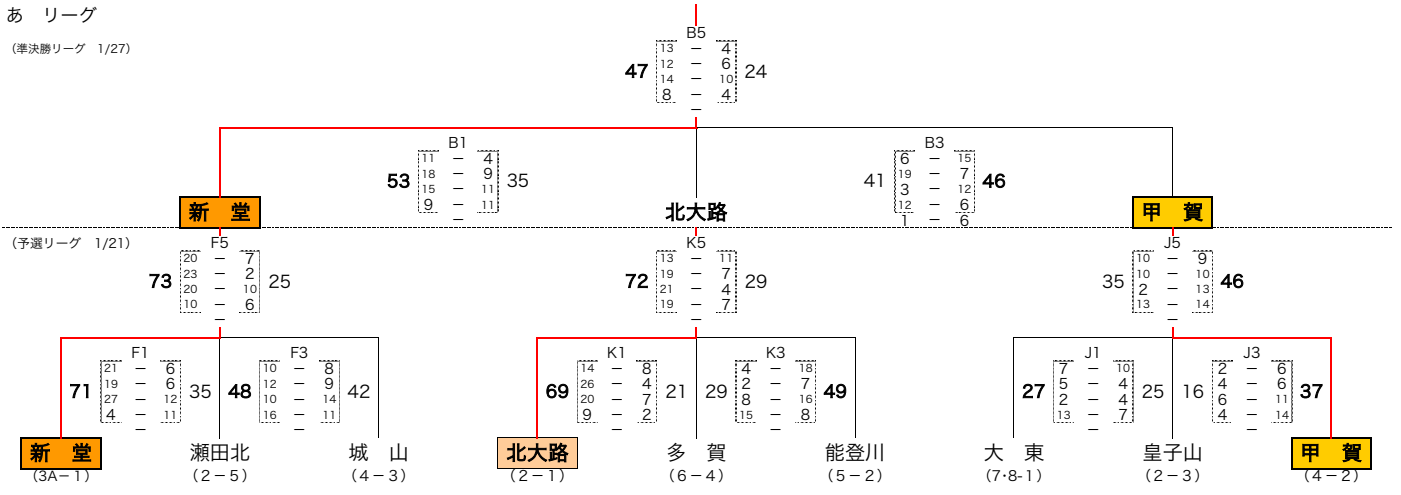 あ　リーグ
（準決勝リーグ　1/27）
B5
13 － 4
12 － 6
47 14 － 10 24
8 － 4
－
B1
11 － 4
18 － 9
53 15 － 11 35
9 － 11
－
B3
6 － 15
19 － 7
41 3 － 12 46
12 － 6
1 － 6
新　堂 北大路 甲　賀
（予選リーグ　1/21）
F5
20 － 7
23 － 2
73 20 － 10 25
10 － 6
－
K5
13 － 11
19 － 7
72 21 － 4 29
19 － 7
－
J5
10 － 9
10 － 10
35 2 － 13 46
13 － 14
－
F1
21 － 6
19 － 6
71 27 － 12 35
4 － 11
－
F3
10 － 8
12 － 9
48 10 － 14 42
16 － 11
－
K1
14 － 8
26 － 4
69 20 － 7 21
9 － 2
－
K3
4 － 18
2 － 7
29 8 － 16 49
15 － 8
－
J1
7 － 10
5 － 4
27 2 － 4 25
13 － 7
－
J3
2 － 6
4 － 6
16 6 － 11 37
4 － 14
－
新　堂 瀬田北 城　山 北大路 多　賀 能登川 大　東 皇子山 甲　賀
（3A－1） （2－5） （4－3） （2－1） （6－4） （5－2） （7・8-1） （2－3） （4－2）